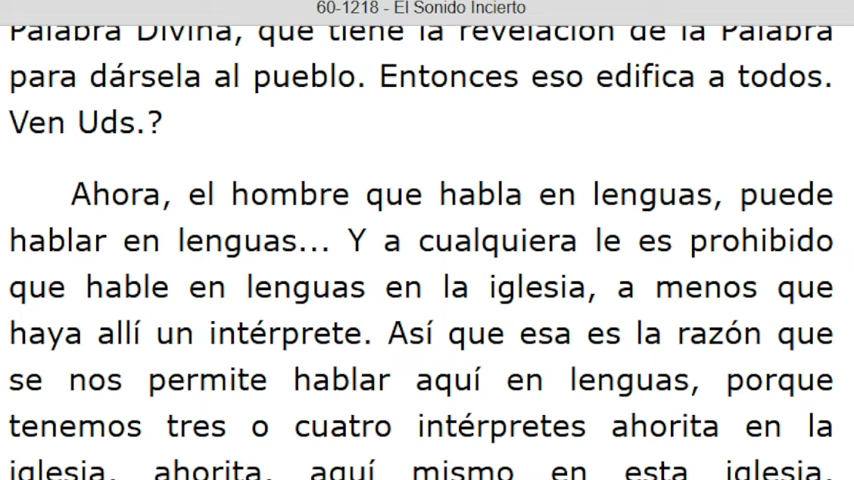 60-1218 - El Sonido Incierto
Palabra Divina, que tiene la revelación de la Palabra
para dársela al pueblo. Entonces eso edifica a todos.
Ven Uds.?
Ahora, el hombre que habla en lenguas, puede
hablar en lenguas... Y a cualquiera le es prohibido
que hable en lenguas en la iglesia, a menos que
haya allí un intérprete. Así que esa es la razón que
se nos permite hablar aquí en lenguas, porque
tenemos tres o cuatro intérpretes ahorita en la
iglesia, ahorita, aquí mismo en esta iglesia.